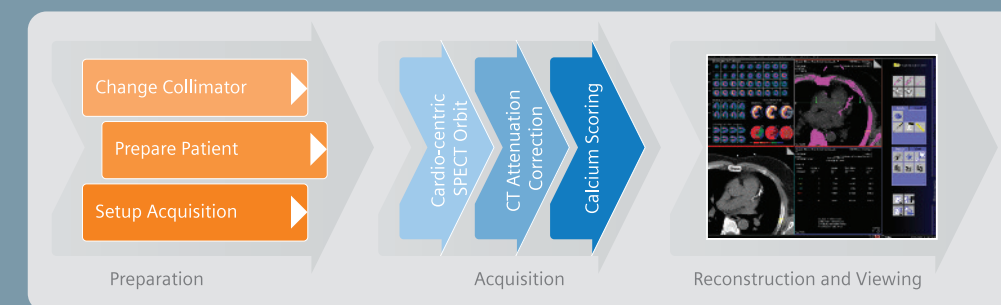 Change Collimator
Prepare Patient
Setup Acquisition
Preparation
Cardio-centric
SPECT Orbit
CT Attenuation
Correction
Calcium Scoring
Acquisition
Reconstruction and Viewing